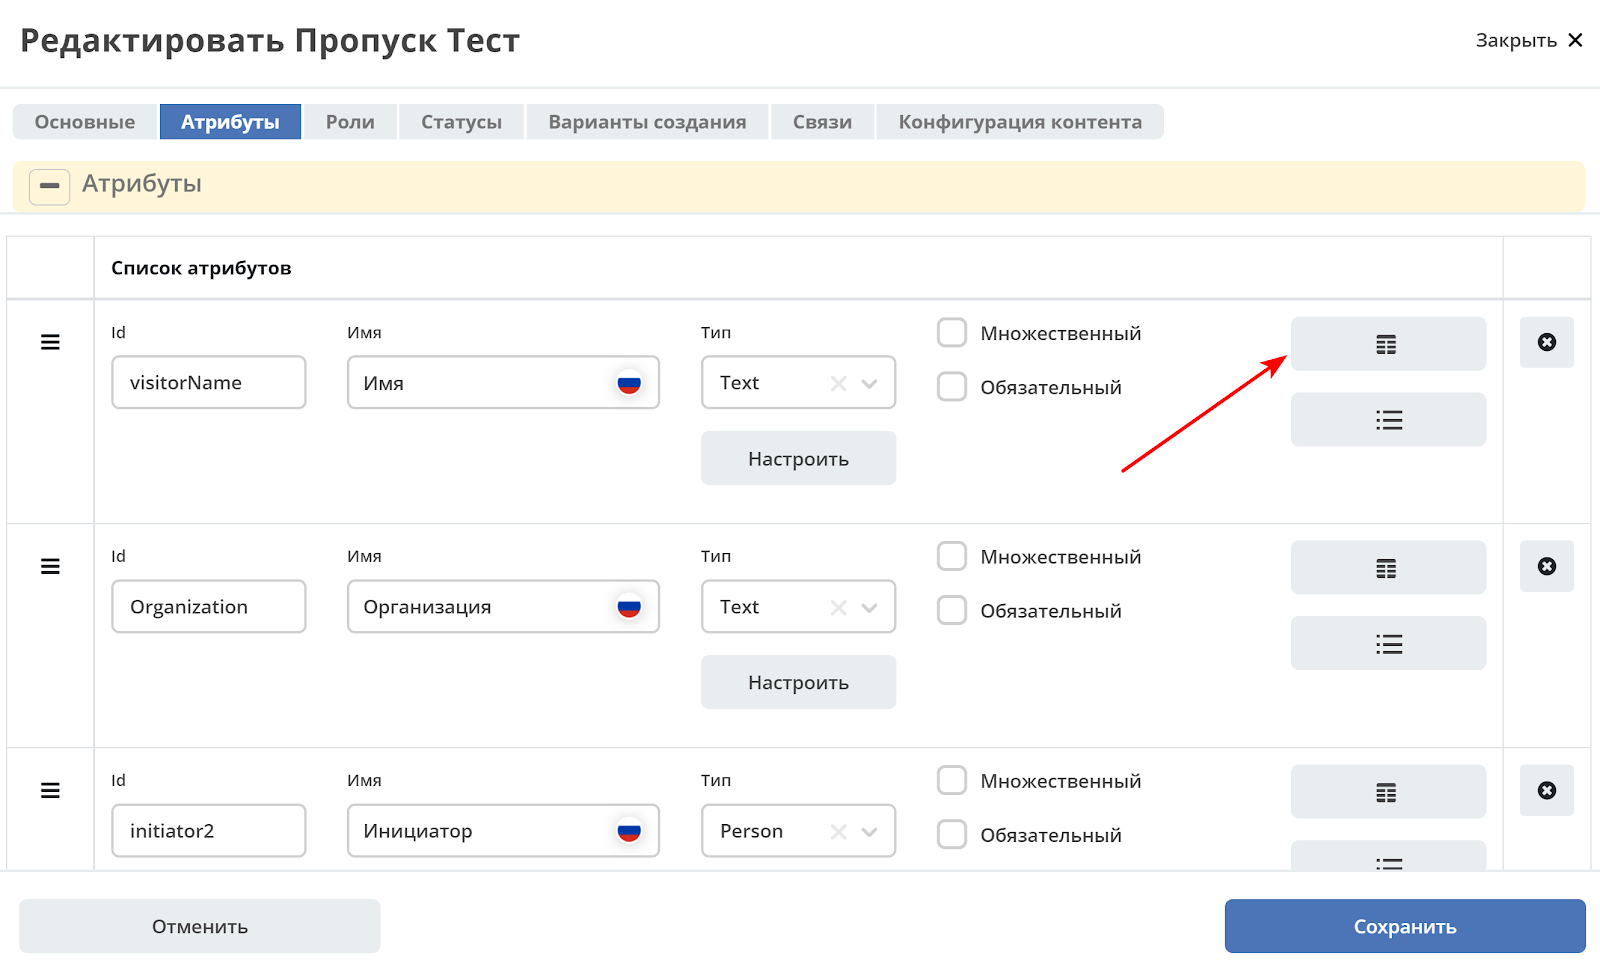 Редактировать Пропуск Тест
Закрыть
Основные Атрибуты Роли Статусы Варианты создания Связи Конфигурация контента
Атрибуты
Список атрибутов
Id Имя Тип Множественный
visitorName Имя Text Обязательный
Настроить
Id Имя Тип Множественный
Organization Организация Text Обязательный
Настроить
Id Имя Тип Множественный
initiator2 Инициатор Person Обязательный
Отменить Сохранить